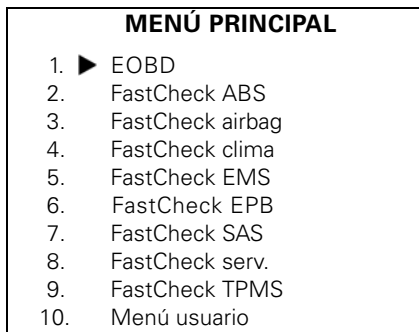 MENÚ PRINCIPAL
1. ▶ EOBD
2. FastCheck ABS
3. FastCheck airbag
4. FastCheck clima
5. FastCheck EMS
6. FastCheck EPB
7. FastCheck SAS
8. FastCheck serv.
9. FastCheck TPMS
10. Menú usuario